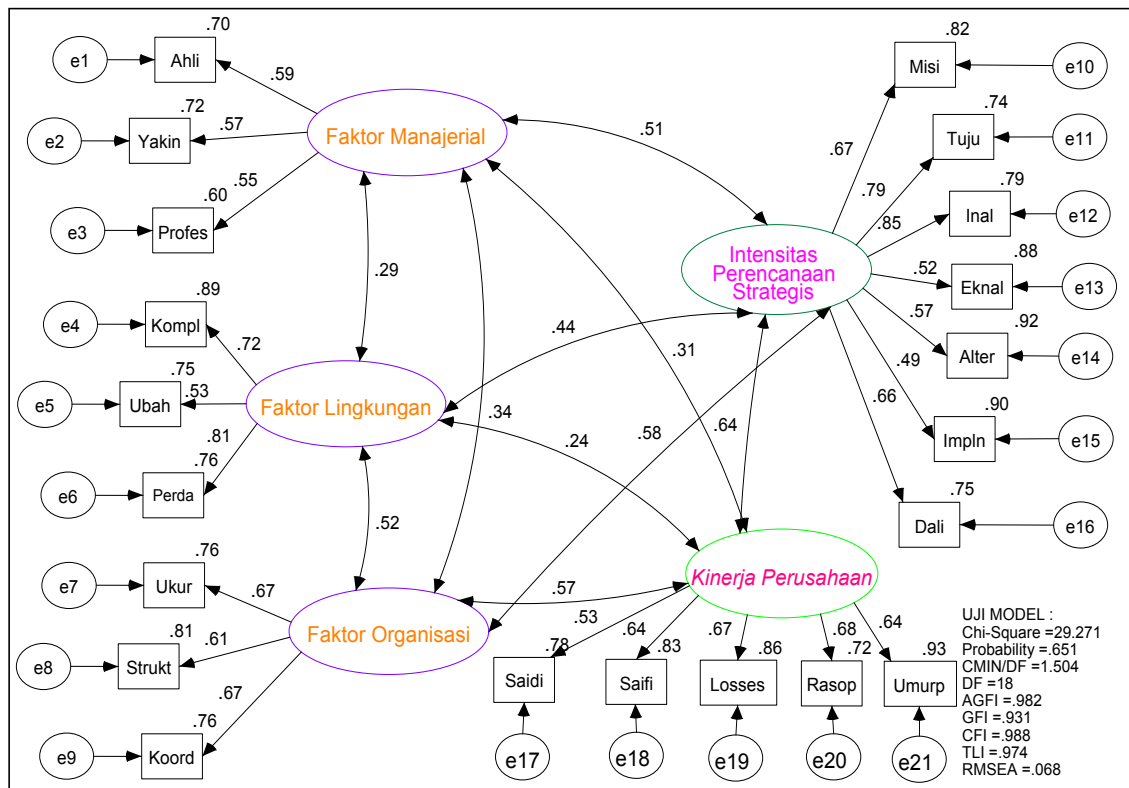 .70
e1
Ahli
.59
.72
e2
Yakin
.57
.60
e3
Profes
.55
Faktor Manajerial
.51
.29
.89
e4
Kompl
.72
.75
e5
Ubah
.53
.81
.76
e6
Perda
Faktor Lingkungan
.44
.31
.34
.24
.58
.64
.52
.76
e7
Ukur
.67
.81
e8
Strukt
.61
.76
e9
Koord
.67
Faktor Organisasi
.57
.82
Misi
e10
.67
.74
Tuju
e11
.79
.79
Inal
e12
.85
.88
Eknal
e13
.52
.92
Alter
e14
.57
.90
Impln
e15
.49
.75
Dali
e16
.66
Intensitas
Perencanaan
Strategis
Kinerja Perusahaan
.53
.64
.67
.68
.64
.78
.83
.86
.72
.93
Saidi
Saifi
Losses
Rasop
Umurp
e17
e18
e19
e20
e21
UJI MODEL :
Chi-Square =29.271
Probability =.651
CMIN/DF =1.504
DF =18
AGFI =.982
GFI =.931
CFI =.988
TLI =.974
RMSEA =.068